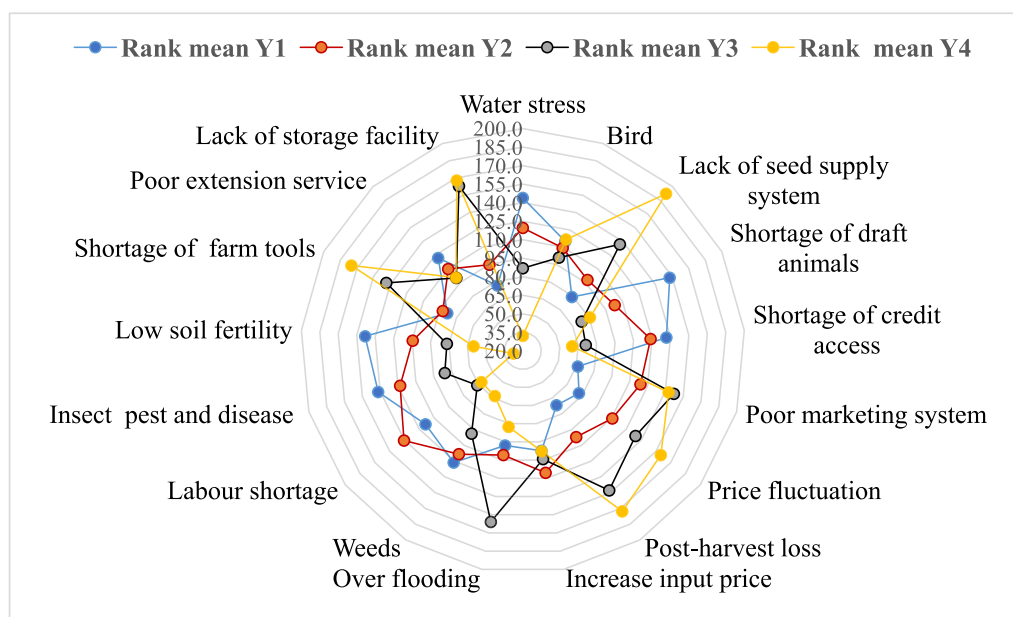 Rank mean Y1 Rank mean Y2 Rank mean Y3 Rank mean Y4
Water stress
Bird
Lack of seed supply
system
Shortage of draft
animals
Shortage of credit
access
Poor marketing system
Price fluctuation
Post-harvest loss
Increase input price
Over flooding
Weeds
Labour shortage
Insect pest and disease
Low soil fertility
Shortage of farm tools
Poor extension service
Lack of storage facility
200.0
185.0
170.0
155.0
140.0
125.0
110.0
95.0
80.0
65.0
50.0
35.0
20.0